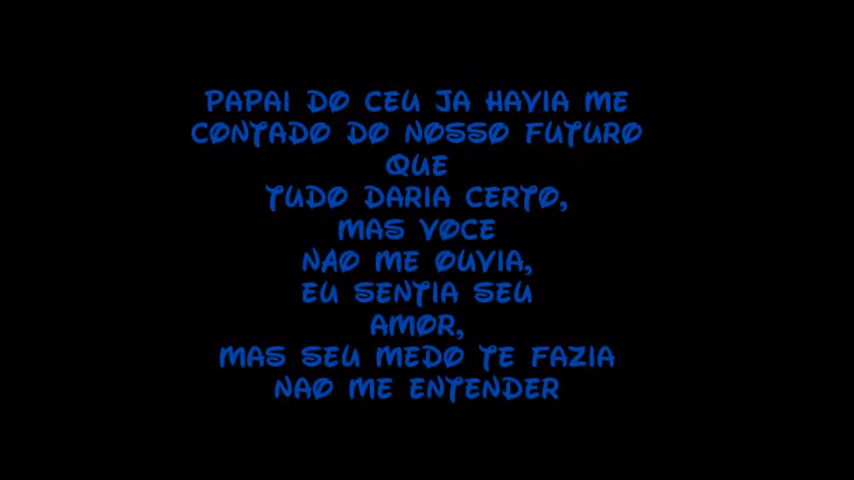 PAPAI DO CEU JA HAVIA ME
CONTADO DO NOSSO FUTURO
QUE
TUDO DARIA CERTO,
MAS VOCE
NAO ME OUVIA,
EU SENTIA SEU
AMOR,
MAS SEU MEDO TE FAZIA
NAO ME ENTENDER